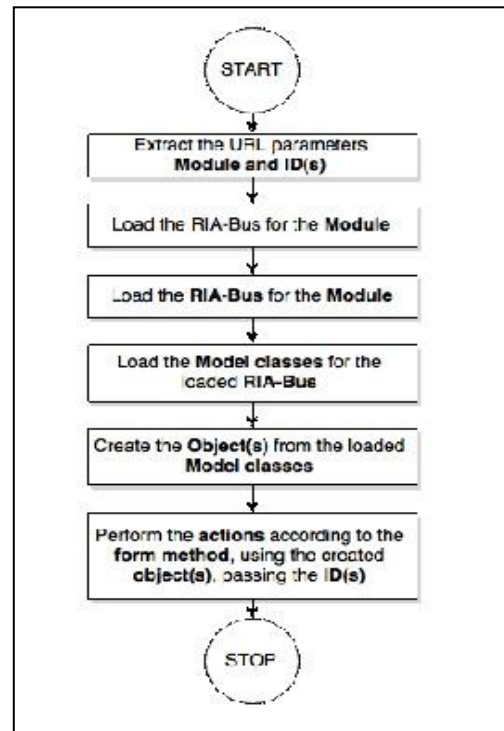 START
Extract the URL parameters
Module and ID(s)
Load the RIA-Bus for the Module
Load the RIA-Bus for the Module
Load the Model classes for the
loaded RIA-Bus
Create the Object(s) from the loaded
Model classes
Perform the actions according to the
form method, using the created
object(s), passing the ID(s)
STOP